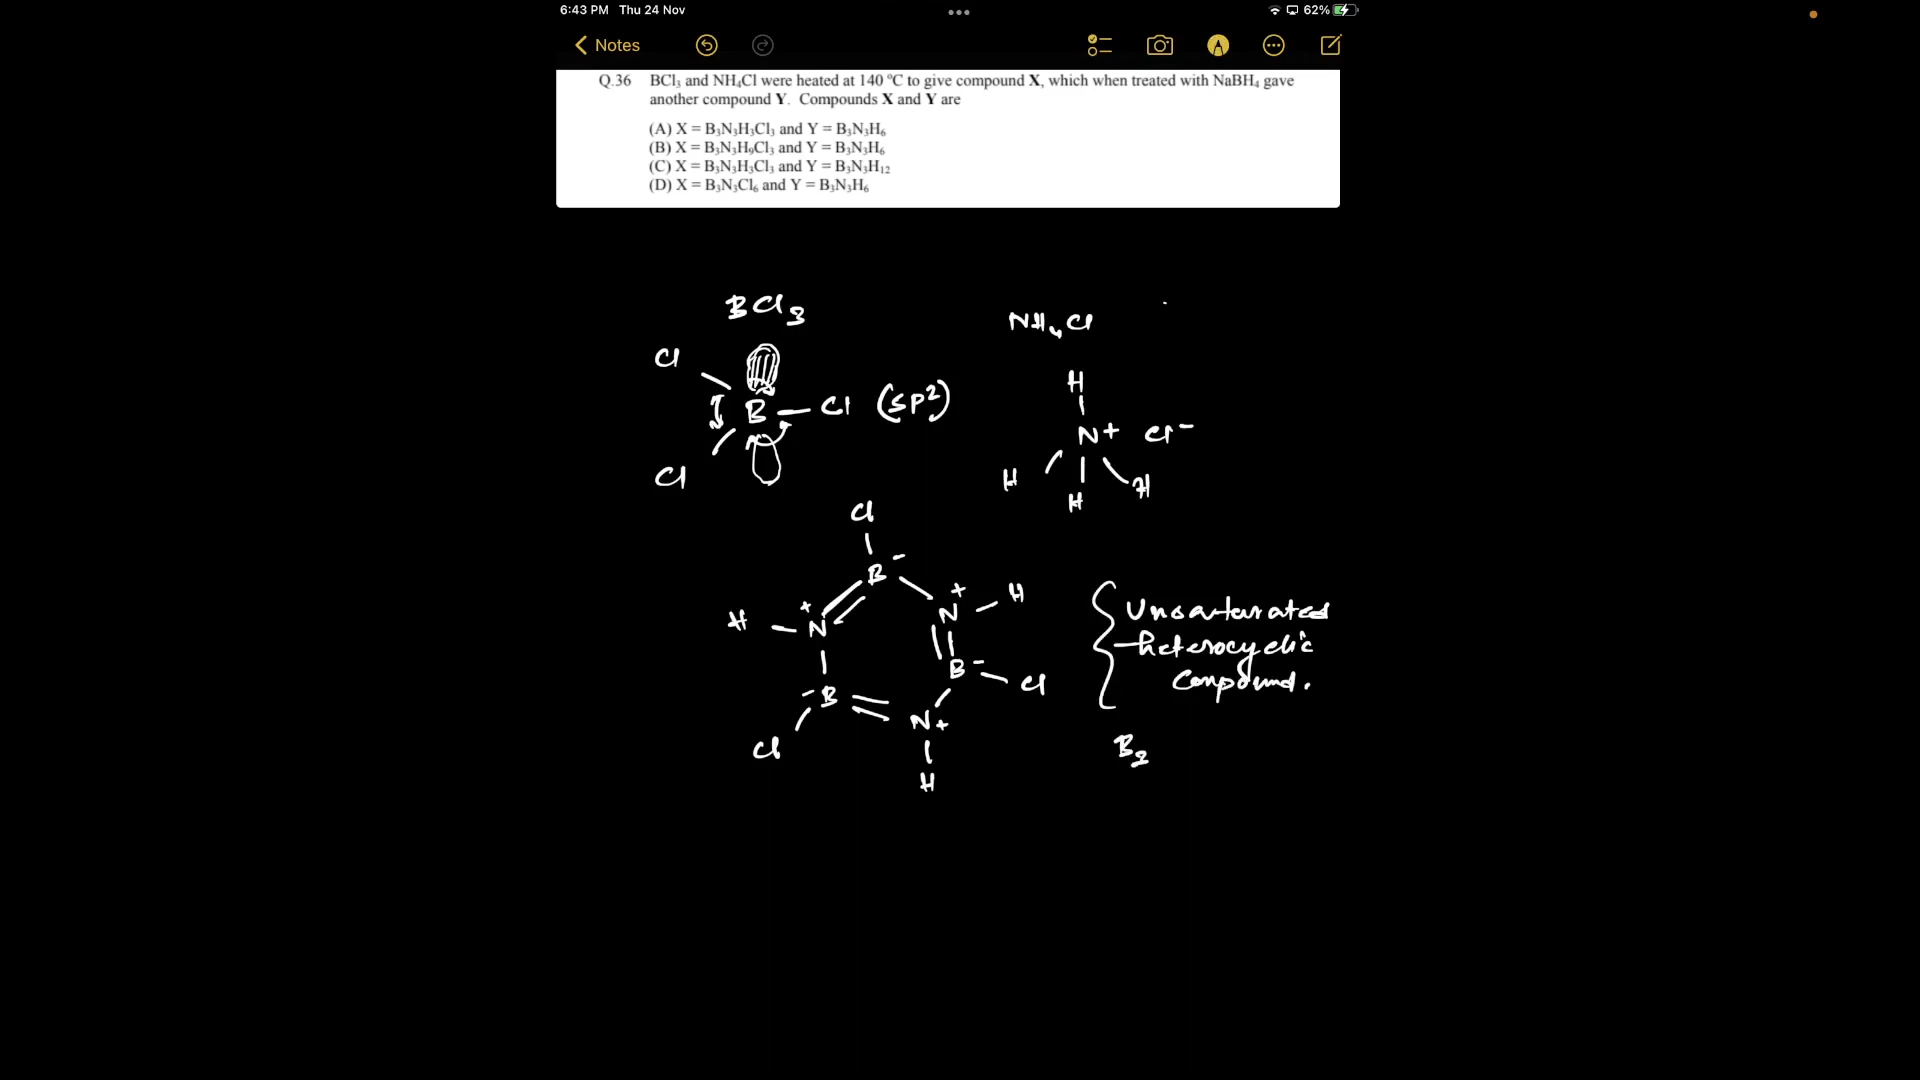 6:43 PM Thu 24 Nov
62%
Notes
Q.36 BCl₃ and NH₄Cl were heated at 140 ºC to give compound X, which when treated with NaBH₄ gave
another compound Y. Compounds X and Y are
(A) X = B₃N₃H₃Cl₃ and Y = B₃N₃H₆
(B) X = B₃N₃H₉Cl₃ and Y = B₃N₃H₆
(C) X = B₃N₃H₃Cl₃ and Y = B₃N₃H₁₂
(D) X = B₃N₃Cl₆ and Y = B₃N₃H₆
BCl₃
NH₄Cl
Cl
H
B Cl (sp²)
N+ Cl-
Cl
H H
H
Cl
B-
N+ H
H N+
Unsaturated
heterocyclic
B- Cl
Compound.
-B
N+
Cl
B₃
H